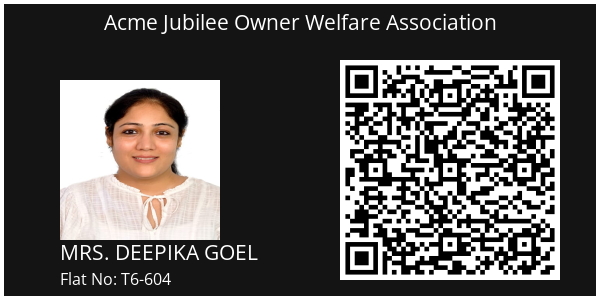 Acme Jubilee Owner Welfare Association
MRS. DEEPIKA GOEL
Flat No: T6-604